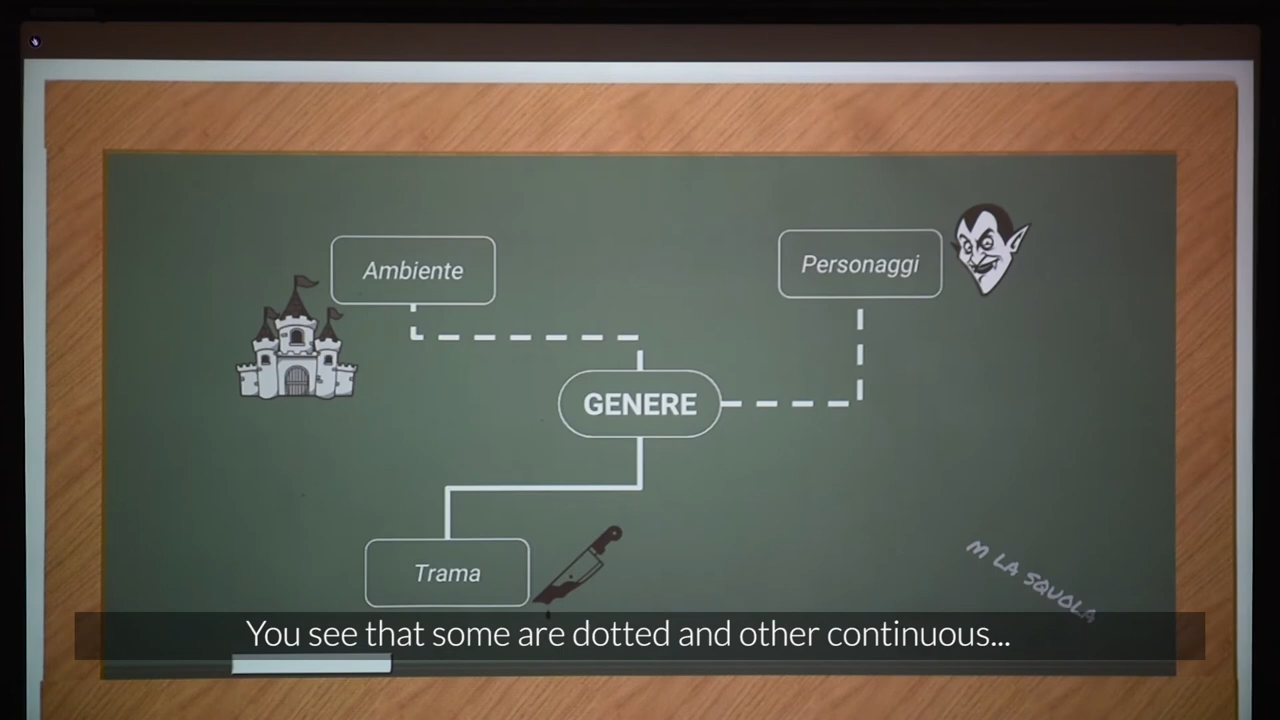 Ambiente
Personaggi
GENERE
Trama
M LA SQUOLA
You see that some are dotted and other continuous...